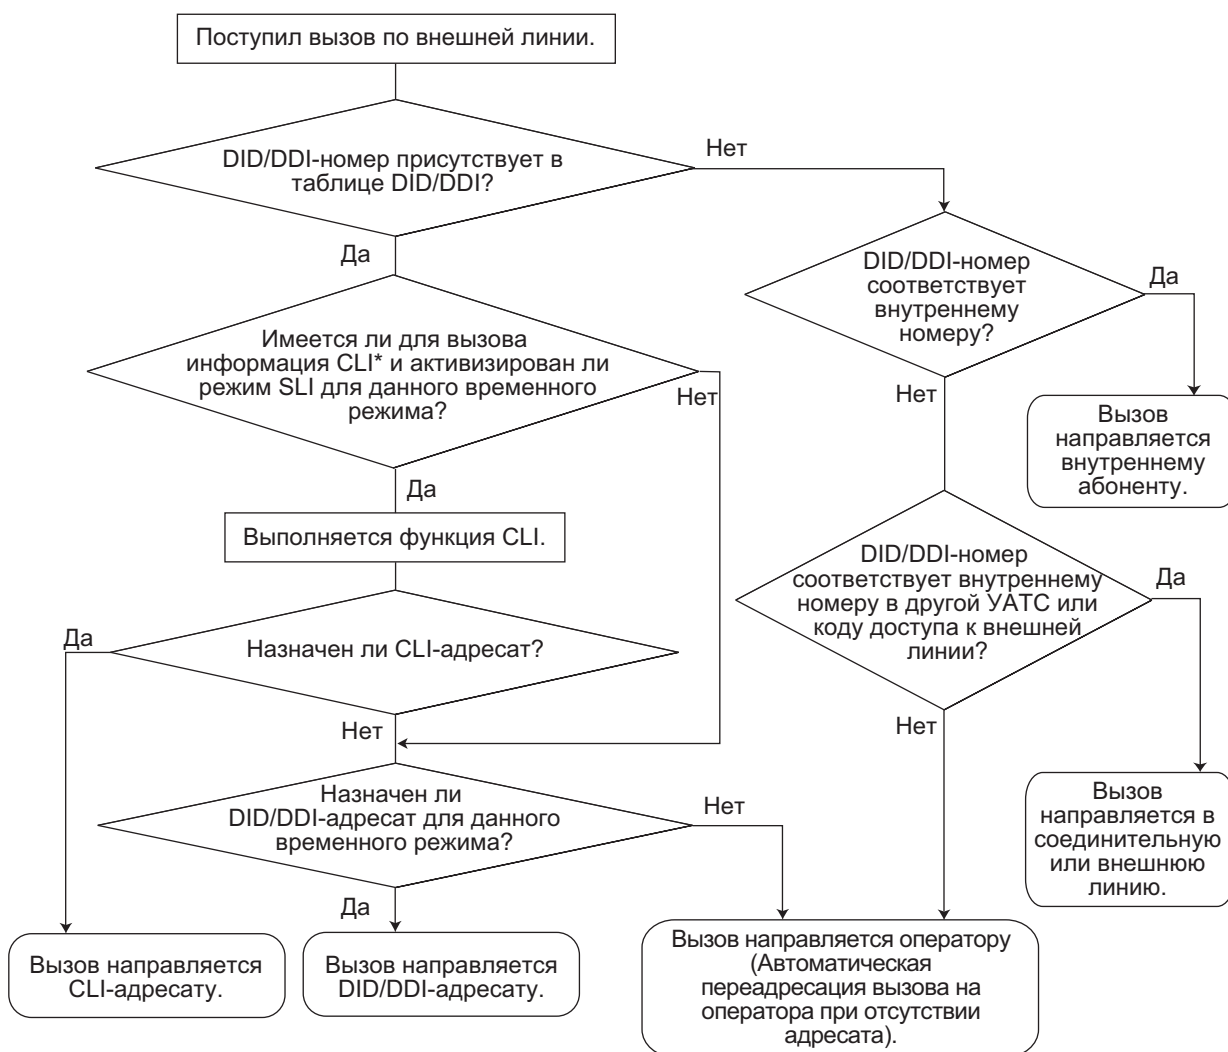 Поступил вызов по внешней линии.
DID/DDI-номер присутствует в
таблице DID/DDI?
Нет
Да
DID/DDI-номер
соответствует
внутреннему
номеру?
Да
Нет
Вызов
направляется
внутреннему
абоненту.
Имеется ли для вызова
информация CLI* и активизирован ли
режим SLI для данного временного
режима?
Нет
Да
Выполняется функция CLI.
DID/DDI-номер
соответствует внутреннему
номеру в другой УАТС или
коду доступа к внешней
линии?
Да
Нет
Назначен ли CLI-адресат?
Да
Нет
Назначен ли
DID/DDI-адресат для данного
временного режима?
Нет
Да
Вызов
направляется в
соединительную
или внешнюю
линию.
Вызов направляется
CLI-адресату.
Вызов направляется
DID/DDI-адресату.
Вызов направляется оператору
(Автоматическая
переадресация вызова на
оператора при отсутствии
адресата).